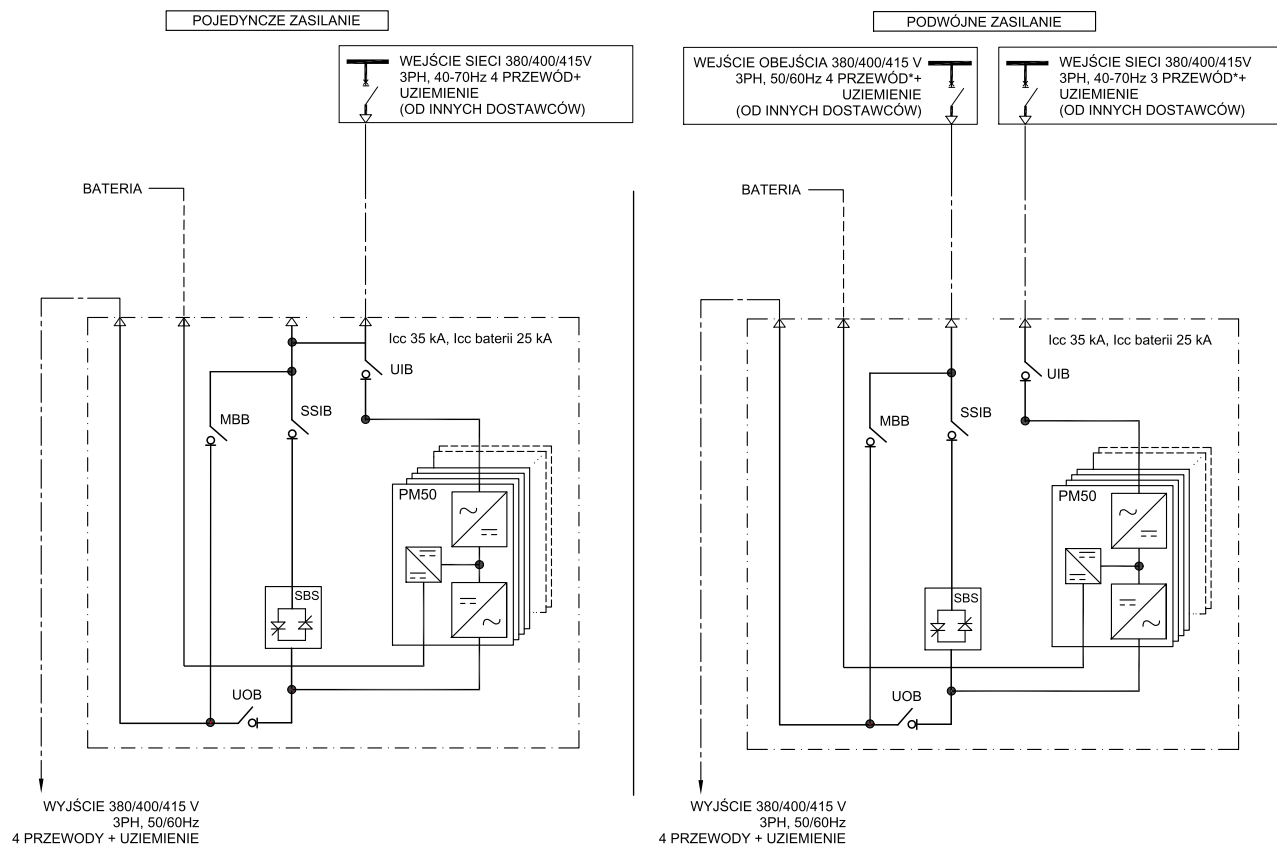 POJEDYNCZE ZASILANIE
WEJŚCIE SIECI 380/400/415V
3PH, 40-70Hz 4 PRZEWÓD+
UZIEMIENIE
(OD INNYCH DOSTAWCÓW)
BATERIA
Icc 35 kA, Icc baterii 25 kA
UIB
MBB
SSIB
PM50
SBS
UOB
WYJŚCIE 380/400/415 V
3PH, 50/60Hz
4 PRZEWODY + UZIEMIENIE
PODWÓJNE ZASILANIE
WEJŚCIE OBEJŚCIA 380/400/415 V
3PH, 50/60Hz 4 PRZEWÓD*+
UZIEMIENIE
(OD INNYCH DOSTAWCÓW)
WEJŚCIE SIECI 380/400/415V
3PH, 40-70Hz 3 PRZEWÓD*+
UZIEMIENIE
(OD INNYCH DOSTAWCÓW)
BATERIA
Icc 35 kA, Icc baterii 25 kA
UIB
MBB
SSIB
PM50
SBS
UOB
WYJŚCIE 380/400/415 V
3PH, 50/60Hz
4 PRZEWODY + UZIEMIENIE